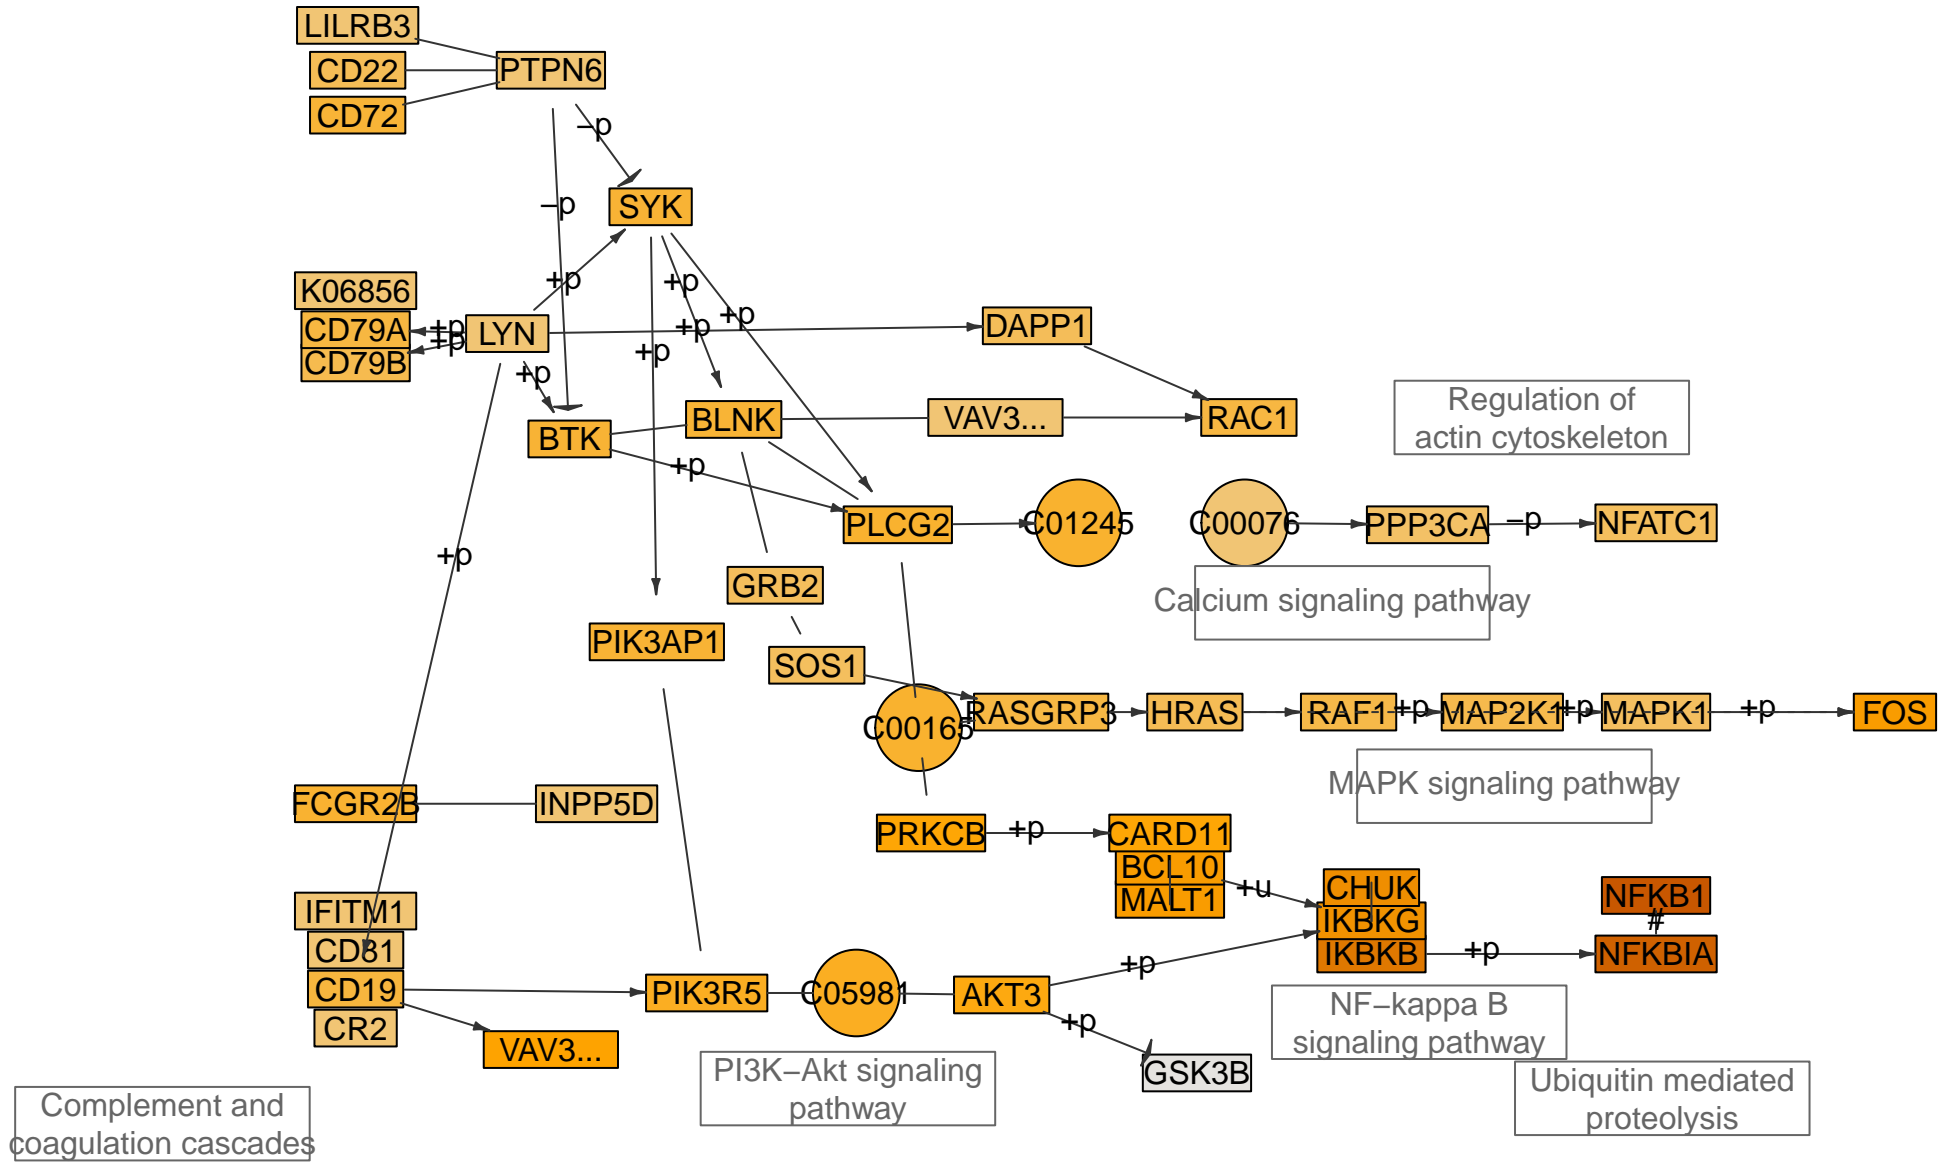 LILRB3
CD22
PTPN6
CD72
–p
SYK
–p
+p
+p
K06856
CD79A
+p
LYN
+p
+p
DAPP1
+p
CD79B
+p
+p
+p
BTK
BLNK
VAV3...
RAC1
Regulation of
actin cytoskeleton
+p
PLCG2
C01245
C00076
PPP3CA
–p
NFATC1
+p
GRB2
Calcium signaling pathway
PIK3AP1
SOS1
C00165
RASGRP3
HRAS
RAF1
+p
MAP2K1
+p
MAPK1
+p
FOS
MAPK signaling pathway
FCGR2B
INPP5D
PRKCB
+p
CARD11
BCL10
MALT1
+u
CHUK
IKBKG
IKBKB
+p
NFKB1
#
NFKBIA
IFITM1
CD81
CD19
CR2
VAV3...
PIK3R5
C05981
AKT3
+p
+p
GSK3B
NF–kappa B
signaling pathway
PI3K–Akt signaling
pathway
Ubiquitin mediated
proteolysis
Complement and
coagulation cascades